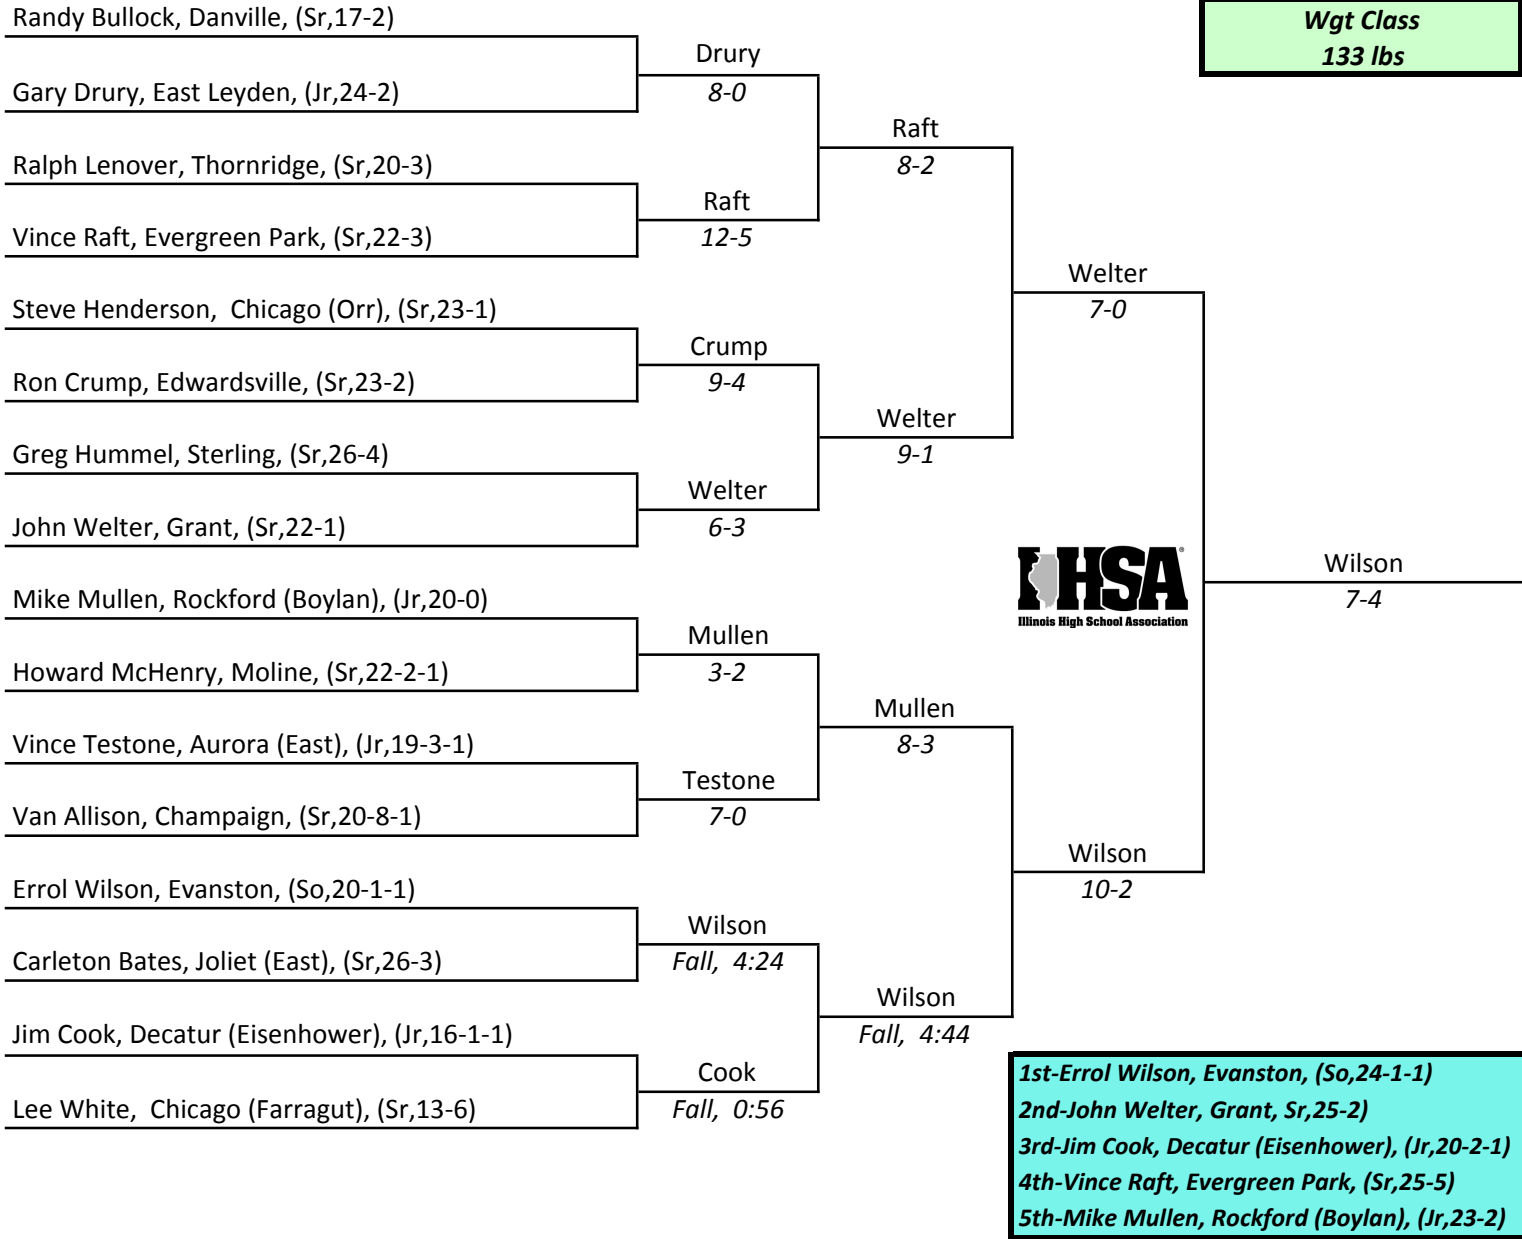 Randy Bullock, Danville, (Sr,17-2)
Wgt Class
133 lbs
Drury
Gary Drury, East Leyden, (Jr,24-2)
8-0
Raft
Ralph Lenover, Thornridge, (Sr,20-3)
8-2
Raft
Vince Raft, Evergreen Park, (Sr,22-3)
12-5
Welter
Steve Henderson,  Chicago (Orr), (Sr,23-1)
7-0
Crump
Ron Crump, Edwardsville, (Sr,23-2)
9-4
Welter
Greg Hummel, Sterling, (Sr,26-4)
9-1
Welter
John Welter, Grant, (Sr,22-1)
6-3
IHSA®
Illinois High School Association
Wilson
7-4
Mike Mullen, Rockford (Boylan), (Jr,20-0)
Mullen
Howard McHenry, Moline, (Sr,22-2-1)
3-2
Mullen
Vince Testone, Aurora (East), (Jr,19-3-1)
8-3
Testone
Van Allison, Champaign, (Sr,20-8-1)
7-0
Wilson
Errol Wilson, Evanston, (So,20-1-1)
10-2
Wilson
Carleton Bates, Joliet (East), (Sr,26-3)
Fall,  4:24
Wilson
Jim Cook, Decatur (Eisenhower), (Jr,16-1-1)
Fall,  4:44
Cook
Lee White,  Chicago (Farragut), (Sr,13-6)
Fall,  0:56
1st-Errol Wilson, Evanston, (So,24-1-1)
2nd-John Welter, Grant, Sr,25-2)
3rd-Jim Cook, Decatur (Eisenhower), (Jr,20-2-1)
4th-Vince Raft, Evergreen Park, (Sr,25-5)
5th-Mike Mullen, Rockford (Boylan), (Jr,23-2)